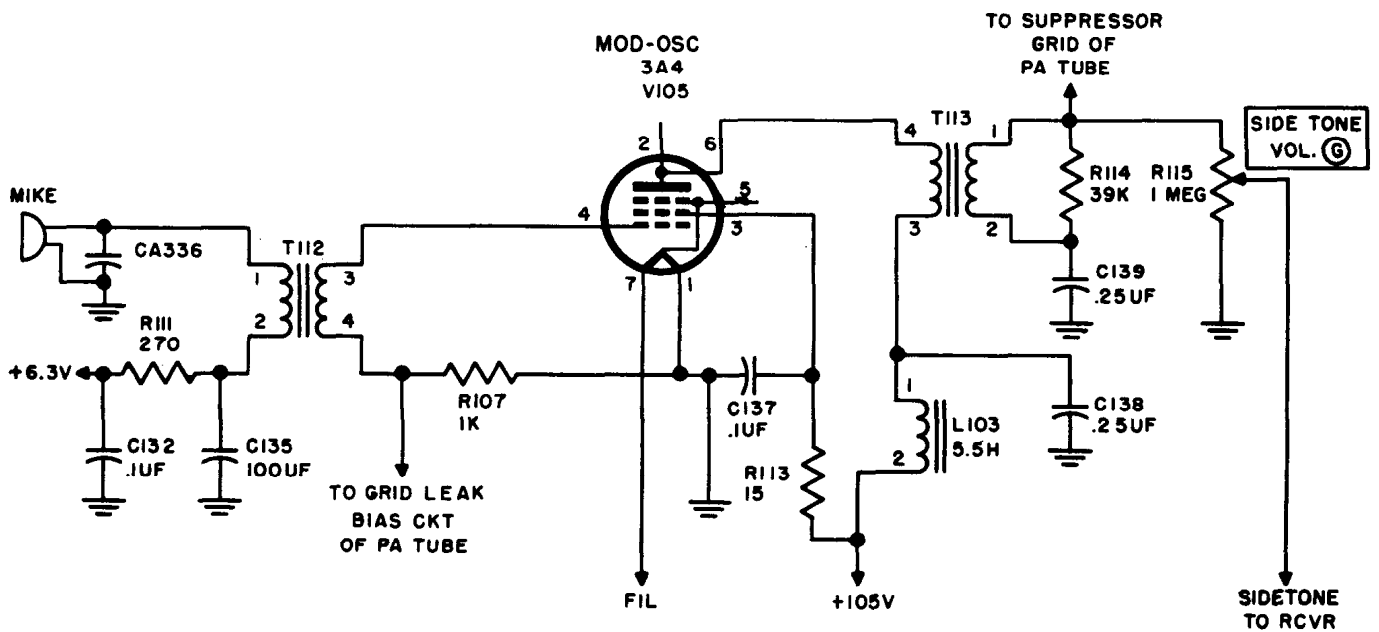 TO SUPPRESSOR
GRID OF
PA TUBE
MOD-OSC
3A4
V105
SIDE TONE
VOL. G
MIKE
CA336
T112
1
2
3
4
R111
270
+6.3V
C132
.1UF
C135
100UF
TO GRID LEAK
BIAS CKT
OF PA TUBE
R107
1K
2
6
5
4
3
7
1
C137
.1UF
R113
15
FIL
+105V
T113
4
3
1
2
R114
39K
R115
1 MEG
C139
.25UF
1
2
L103
5.5H
C138
.25UF
SIDETONE
TO RCVR